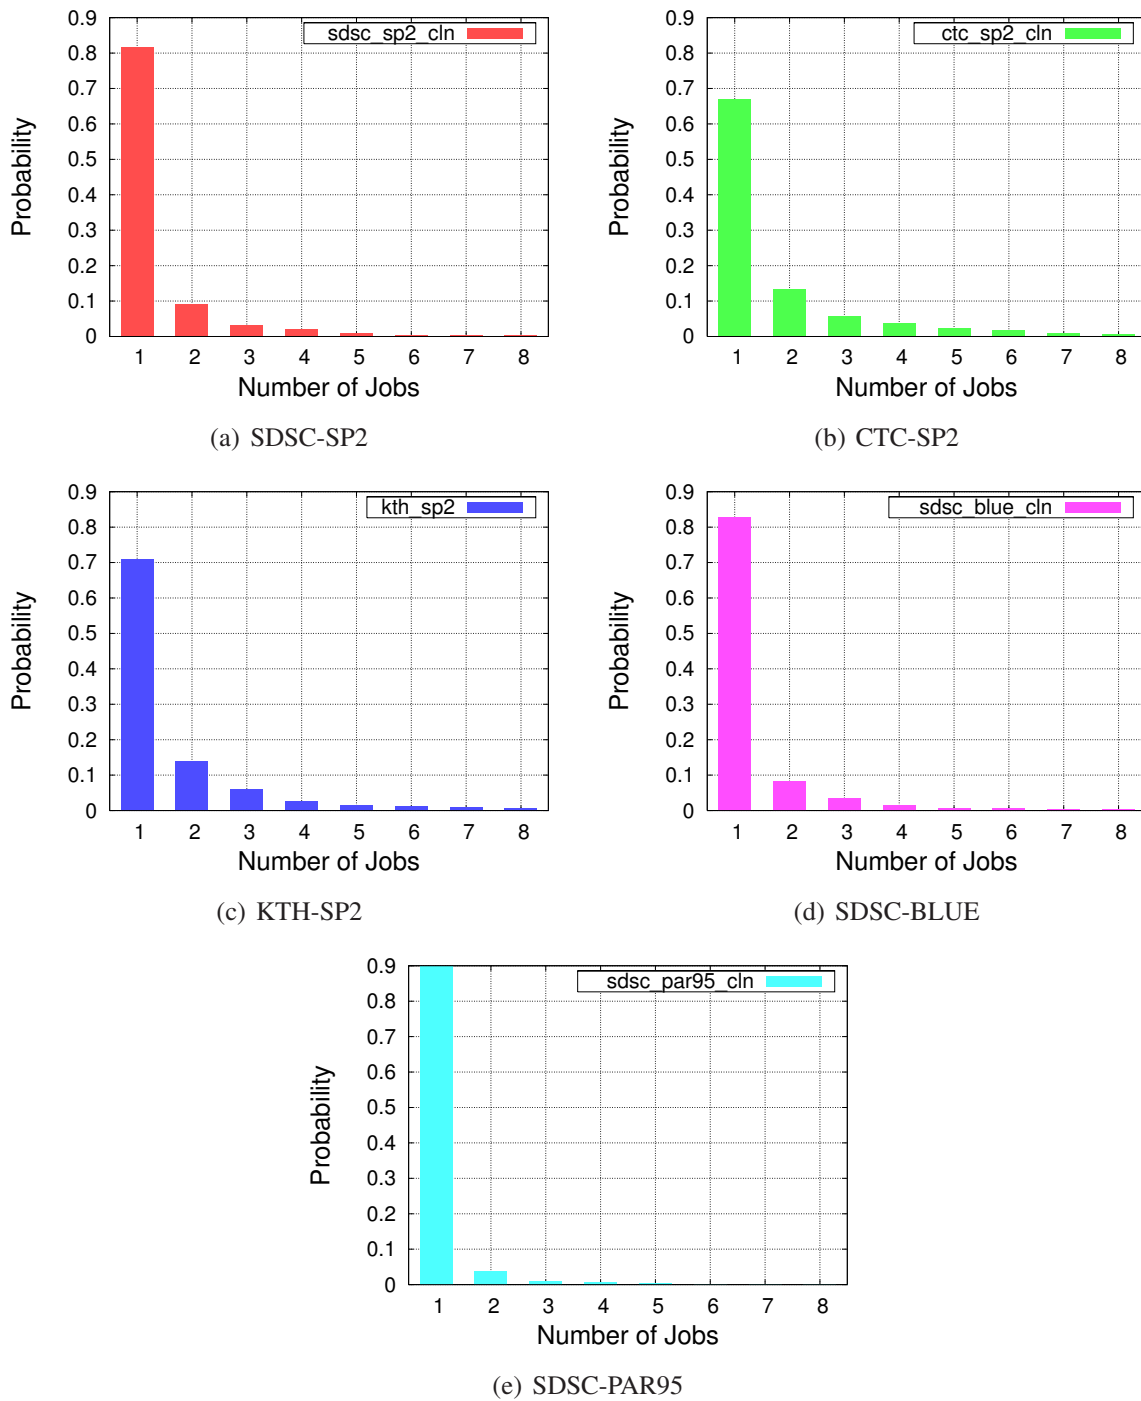 sdsc_sp2_cln
0.9
0.8
0.7
0.6
0.5
0.4
0.3
0.2
0.1
0
Probability
1 2 3 4 5 6 7 8
Number of Jobs
(a) SDSC-SP2
ctc_sp2_cln
0.9
0.8
0.7
0.6
0.5
0.4
0.3
0.2
0.1
0
Probability
1 2 3 4 5 6 7 8
Number of Jobs
(b) CTC-SP2
kth_sp2
0.9
0.8
0.7
0.6
0.5
0.4
0.3
0.2
0.1
0
Probability
1 2 3 4 5 6 7 8
Number of Jobs
(c) KTH-SP2
sdsc_blue_cln
0.9
0.8
0.7
0.6
0.5
0.4
0.3
0.2
0.1
0
Probability
1 2 3 4 5 6 7 8
Number of Jobs
(d) SDSC-BLUE
sdsc_par95_cln
0.9
0.8
0.7
0.6
0.5
0.4
0.3
0.2
0.1
0
Probability
1 2 3 4 5 6 7 8
Number of Jobs
(e) SDSC-PAR95